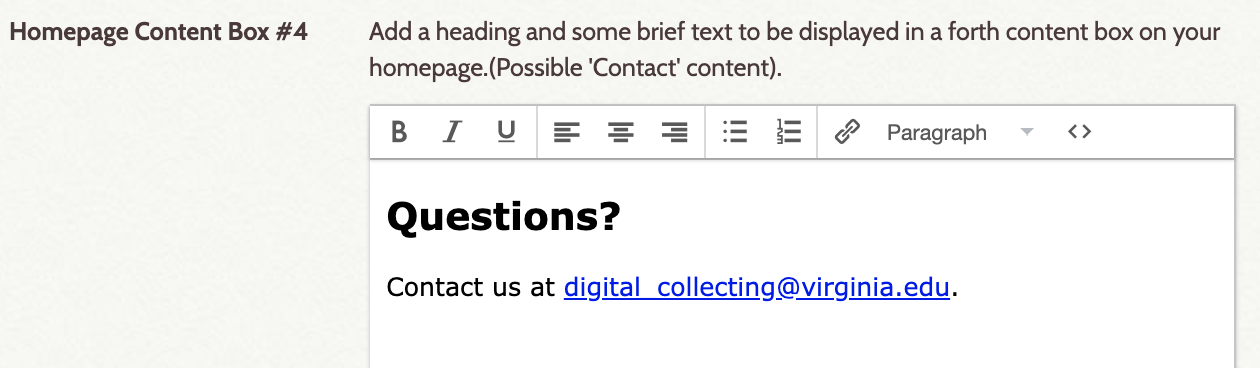 Homepage Content Box #4
Add a heading and some brief text to be displayed in a forth content box on your
homepage.(Possible 'Contact' content).
B I U Paragraph <>
Questions?
Contact us at digital_collecting@virginia.edu.